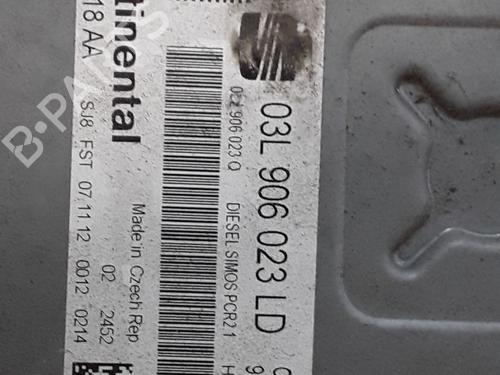 03L 906 023 LD
03L 906 023 Q
DIESEL SIMOS PCR2.1
tinental
18 AA
SJ8 FST 07.11.12 0012 0214
Made in Czech Rep
02 2452
B-PARTS